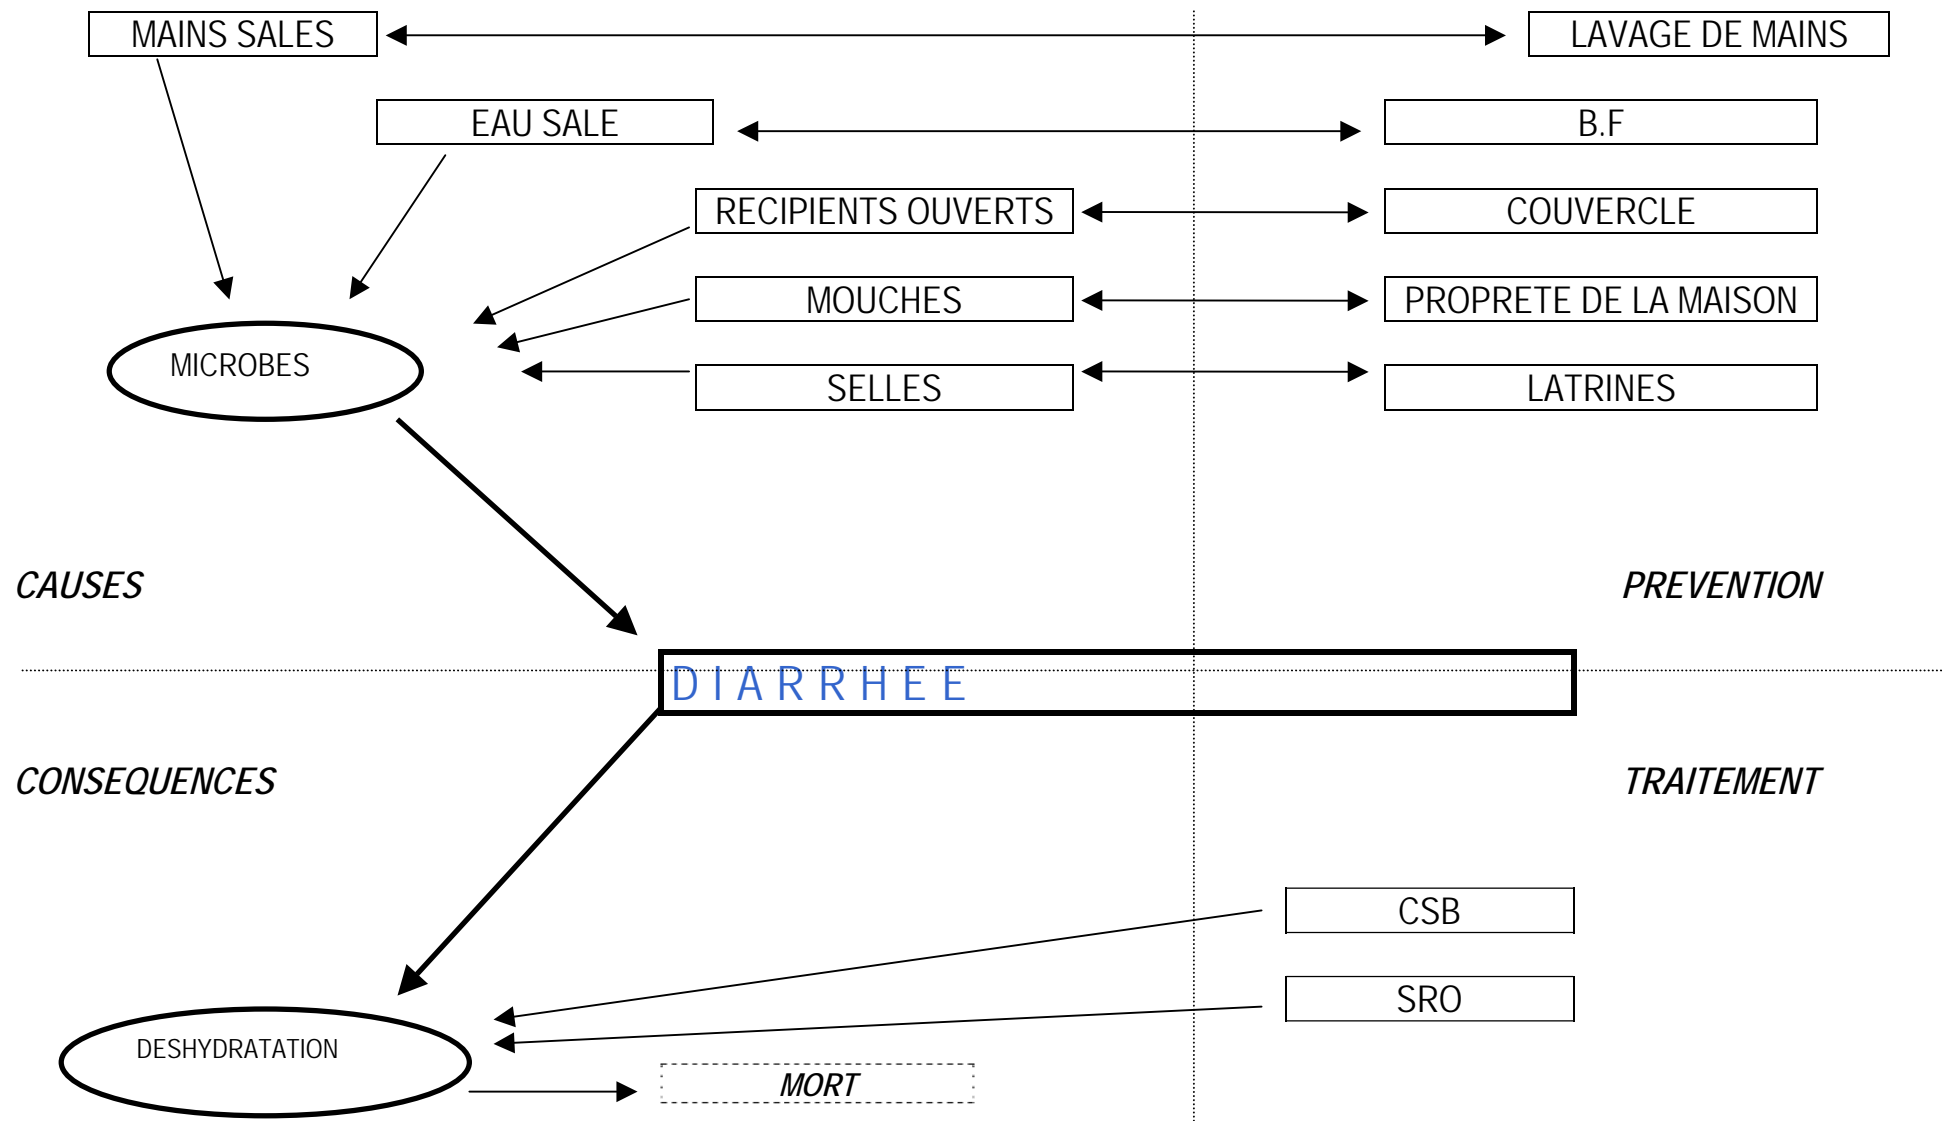 MAINS SALES
LAVAGE DE MAINS
EAU SALE
B.F
RECIPIENTS OUVERTS
COUVERCLE
MOUCHES
PROPRETE DE LA MAISON
MICROBES
SELLES
LATRINES
CAUSES
PREVENTION
DIARRHEE
CONSEQUENCES
TRAITEMENT
CSB
SRO
DESHYDRATATION
MORT